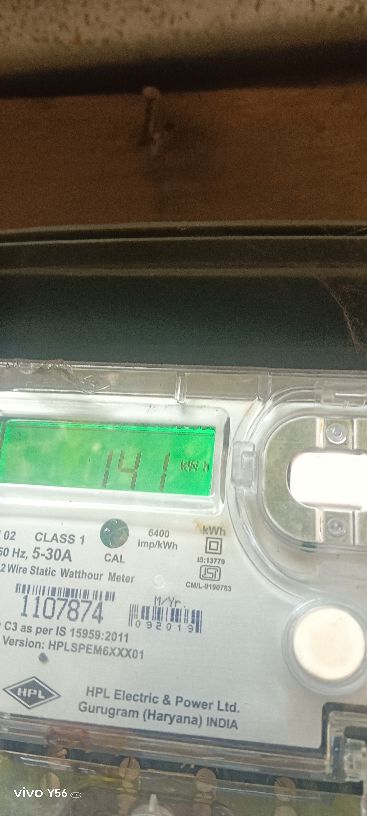 141 kWh
02 CLASS 1
50 Hz, 5-30A
CAL
6400
imp/kWh
kWh
IS:13779
2 Wire Static Watthour Meter
CM/L-9190783
1107874
M/Yr.
092019
C3 as per IS 15959:2011
Version: HPLSPEM6XXX01
HPL
HPL Electric & Power Ltd.
Gurugram (Haryana) INDIA
vivo Y56